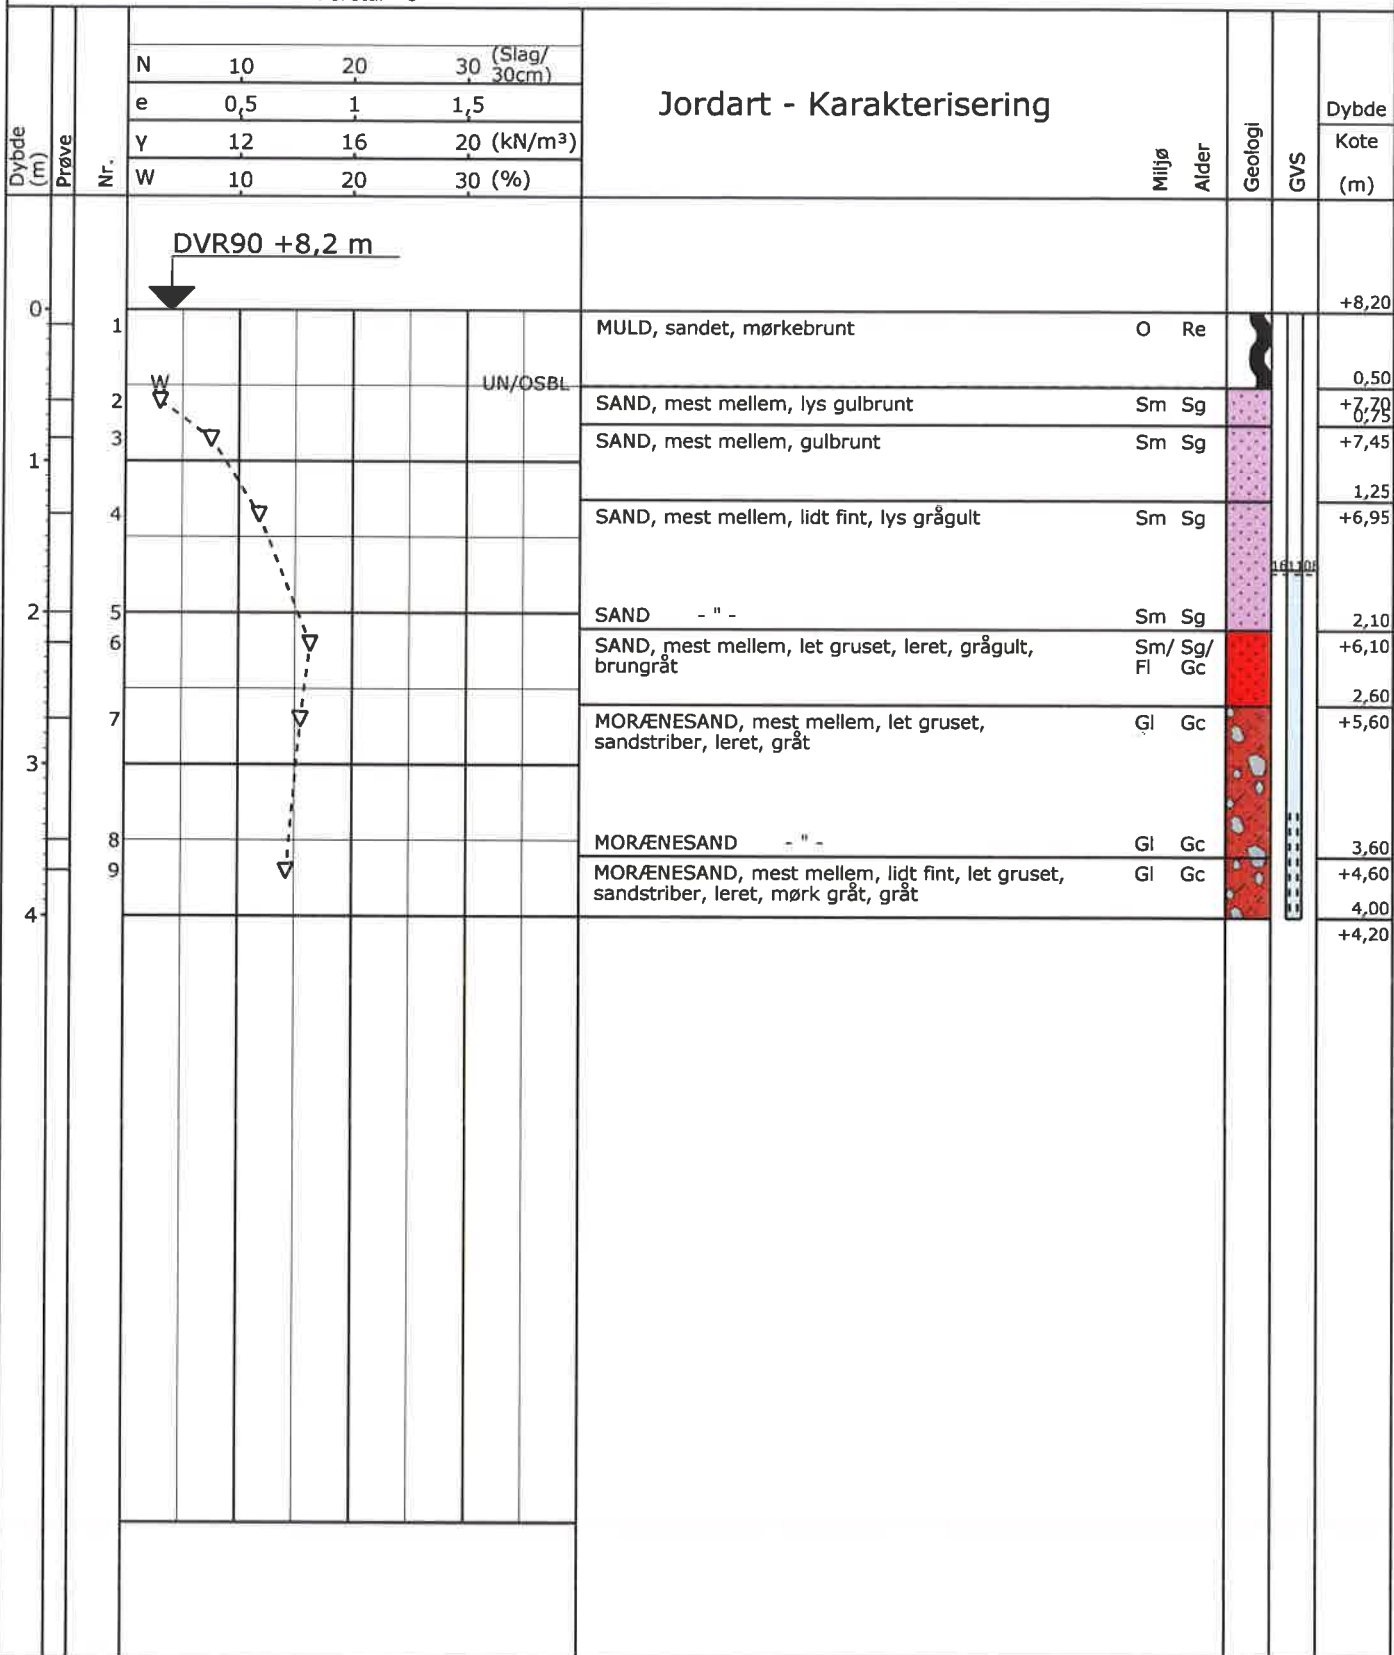 N 10 20 30 (Slag/
30cm)
e 0,5 1 1,5
γ 12 16 20 (kN/m³)
W 10 20 30 (%)
Dybde
(m)
Prøve
Nr.
Jordart - Karakterisering
Miljø
Alder
Geologi
GVS
Dybde
Kote
(m)
DVR90 +8,2 m
0 +8,20
1 MULD, sandet, mørkebrunt O Re
W UN/OSBL 0,50
2 SAND, mest mellem, lys gulbrunt Sm Sg +7,70
0,75
3 SAND, mest mellem, gulbrunt Sm Sg +7,45
1
1,25
4 SAND, mest mellem, lidt fint, lys grågult Sm Sg +6,95
2 5 SAND - " - Sm Sg 2,10
6 SAND, mest mellem, let gruset, leret, grågult, Sm/ Sg/ +6,10
brungråt Fl Gc
2,60
7 MORÆNESAND, mest mellem, let gruset, Gl Gc +5,60
sandstriber, leret, gråt
3
8 MORÆNESAND - " - Gl Gc 3,60
9 MORÆNESAND, mest mellem, lidt fint, let gruset, Gl Gc +4,60
sandstriber, leret, mørk gråt, gråt
4 4,00
+4,20